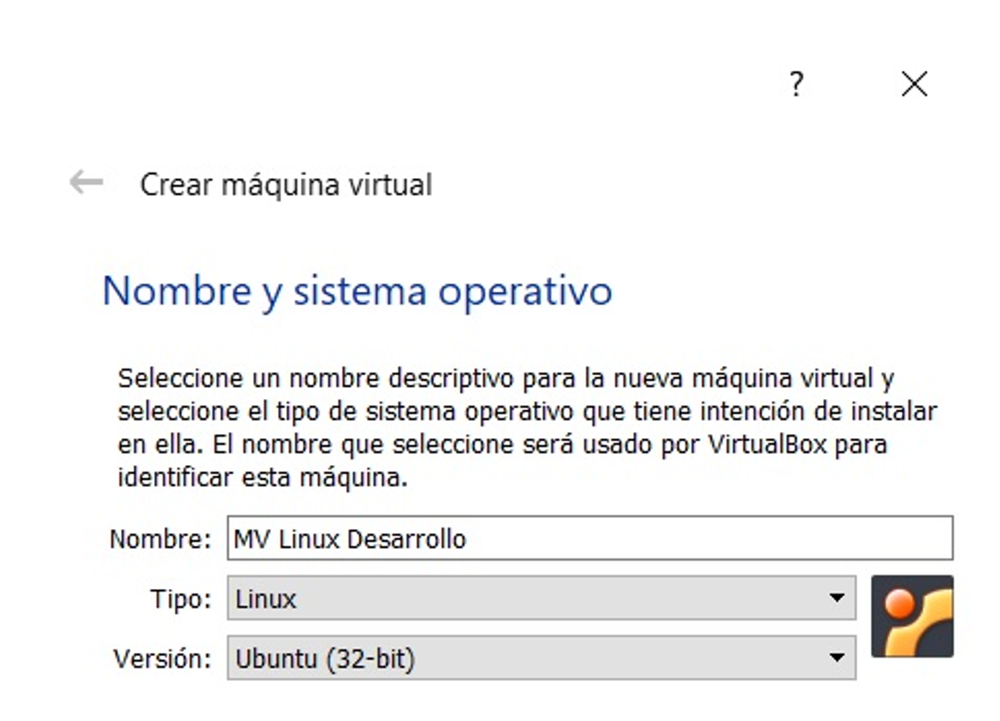 ?
Crear máquina virtual
Nombre y sistema operativo
Seleccione un nombre descriptivo para la nueva máquina virtual y
seleccione el tipo de sistema operativo que tiene intención de instalar
en ella. El nombre que seleccione será usado por VirtualBox para
identificar esta máquina.
Nombre: MV Linux Desarrollo
Tipo: Linux
Versión: Ubuntu (32-bit)